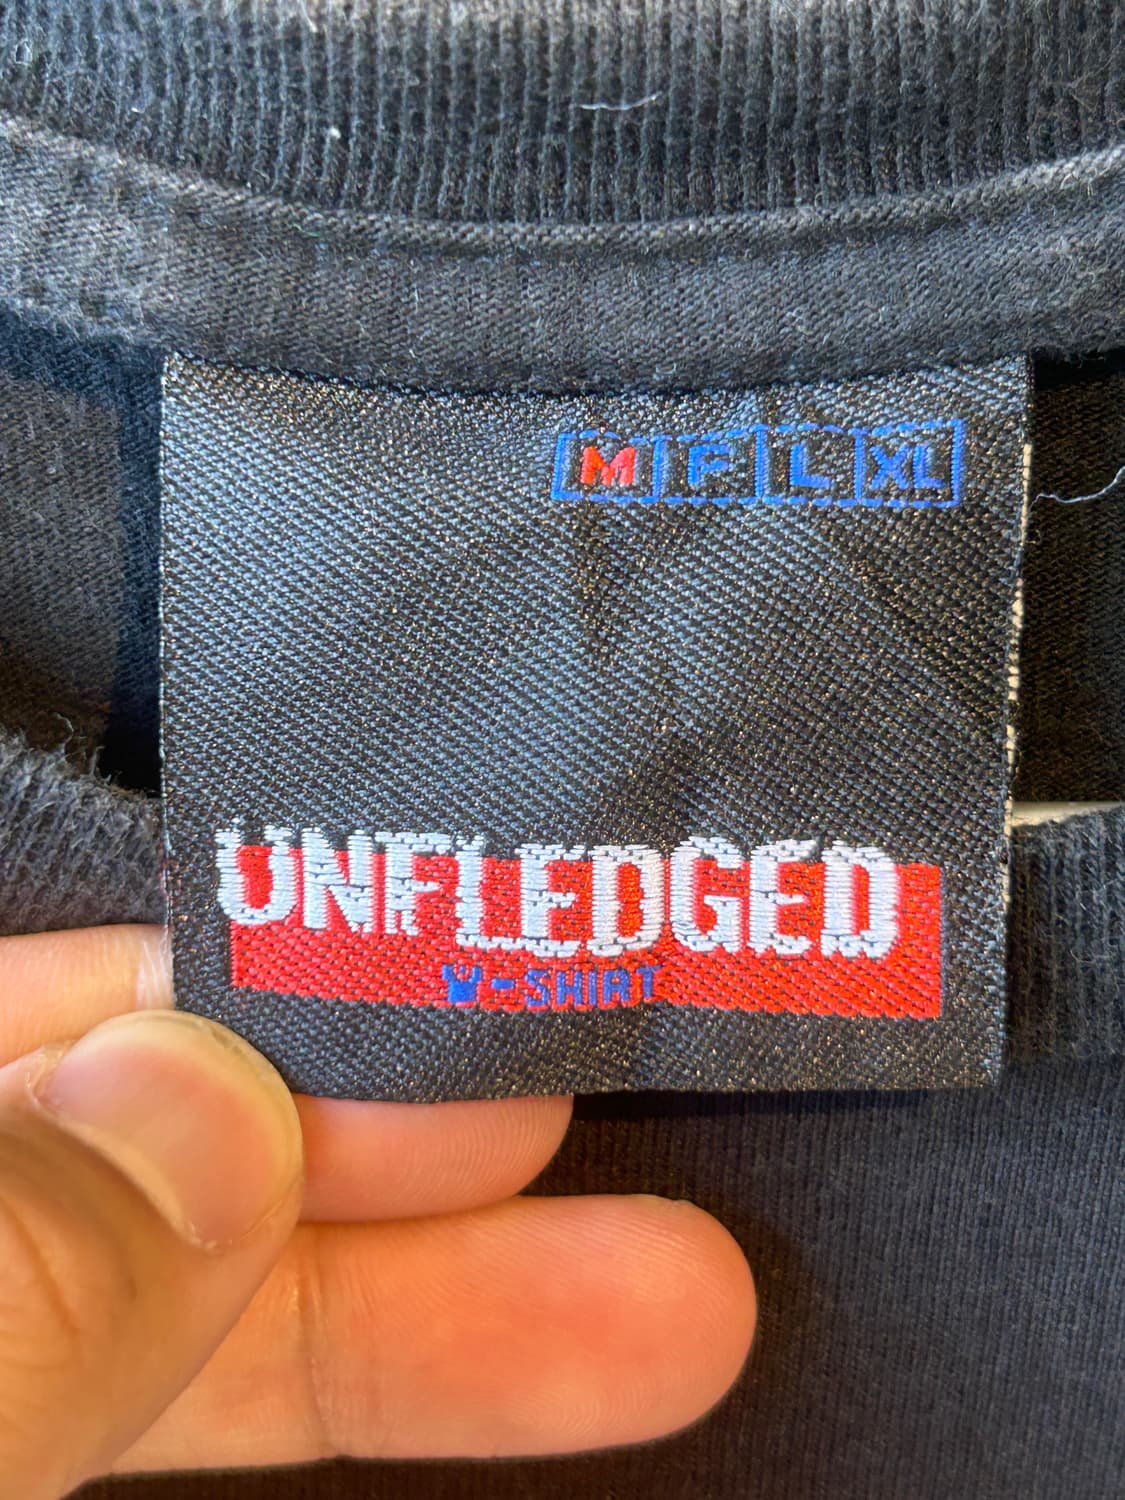 M F L XL
UNFLEDGED
-SHIRT